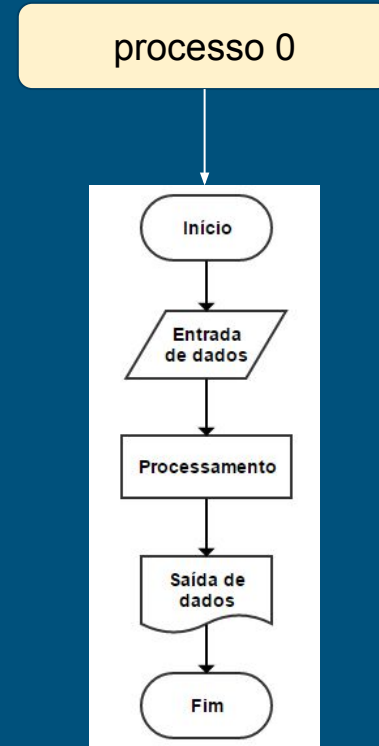 processo 0
Início
Entrada
de dados
Processamento
Saída de
dados
Fim